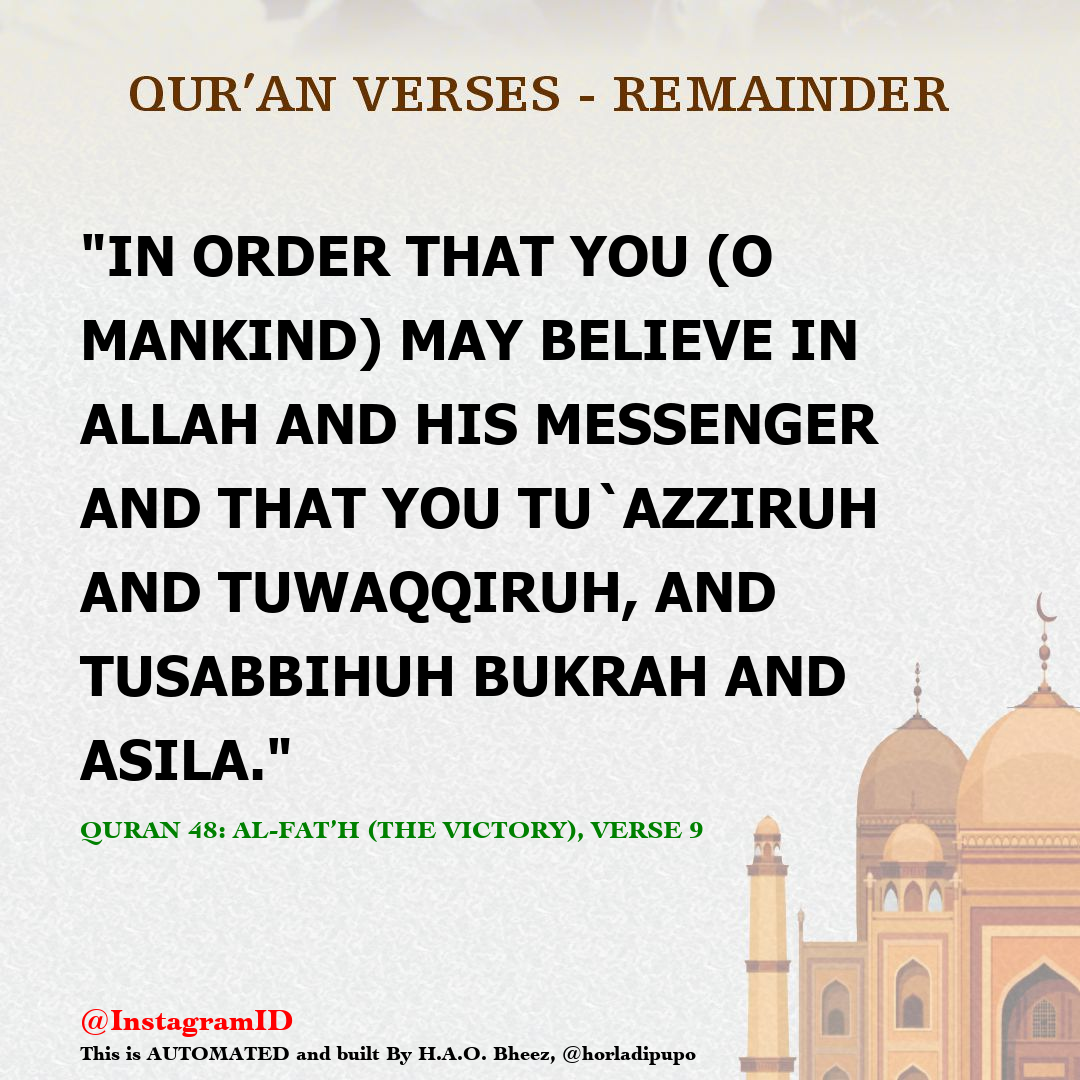 QUR'AN VERSES - REMAINDER
"IN ORDER THAT YOU (O
MANKIND) MAY BELIEVE IN
ALLAH AND HIS MESSENGER
AND THAT YOU TU`AZZIRUH
AND TUWAQQIRUH, AND
TUSABBIHUH BUKRAH AND
ASILA."
QURAN 48: AL-FAT'H (THE VICTORY), VERSE 9
@InstagramID
This is AUTOMATED and built By H.A.O. Bheez, @horladipupo